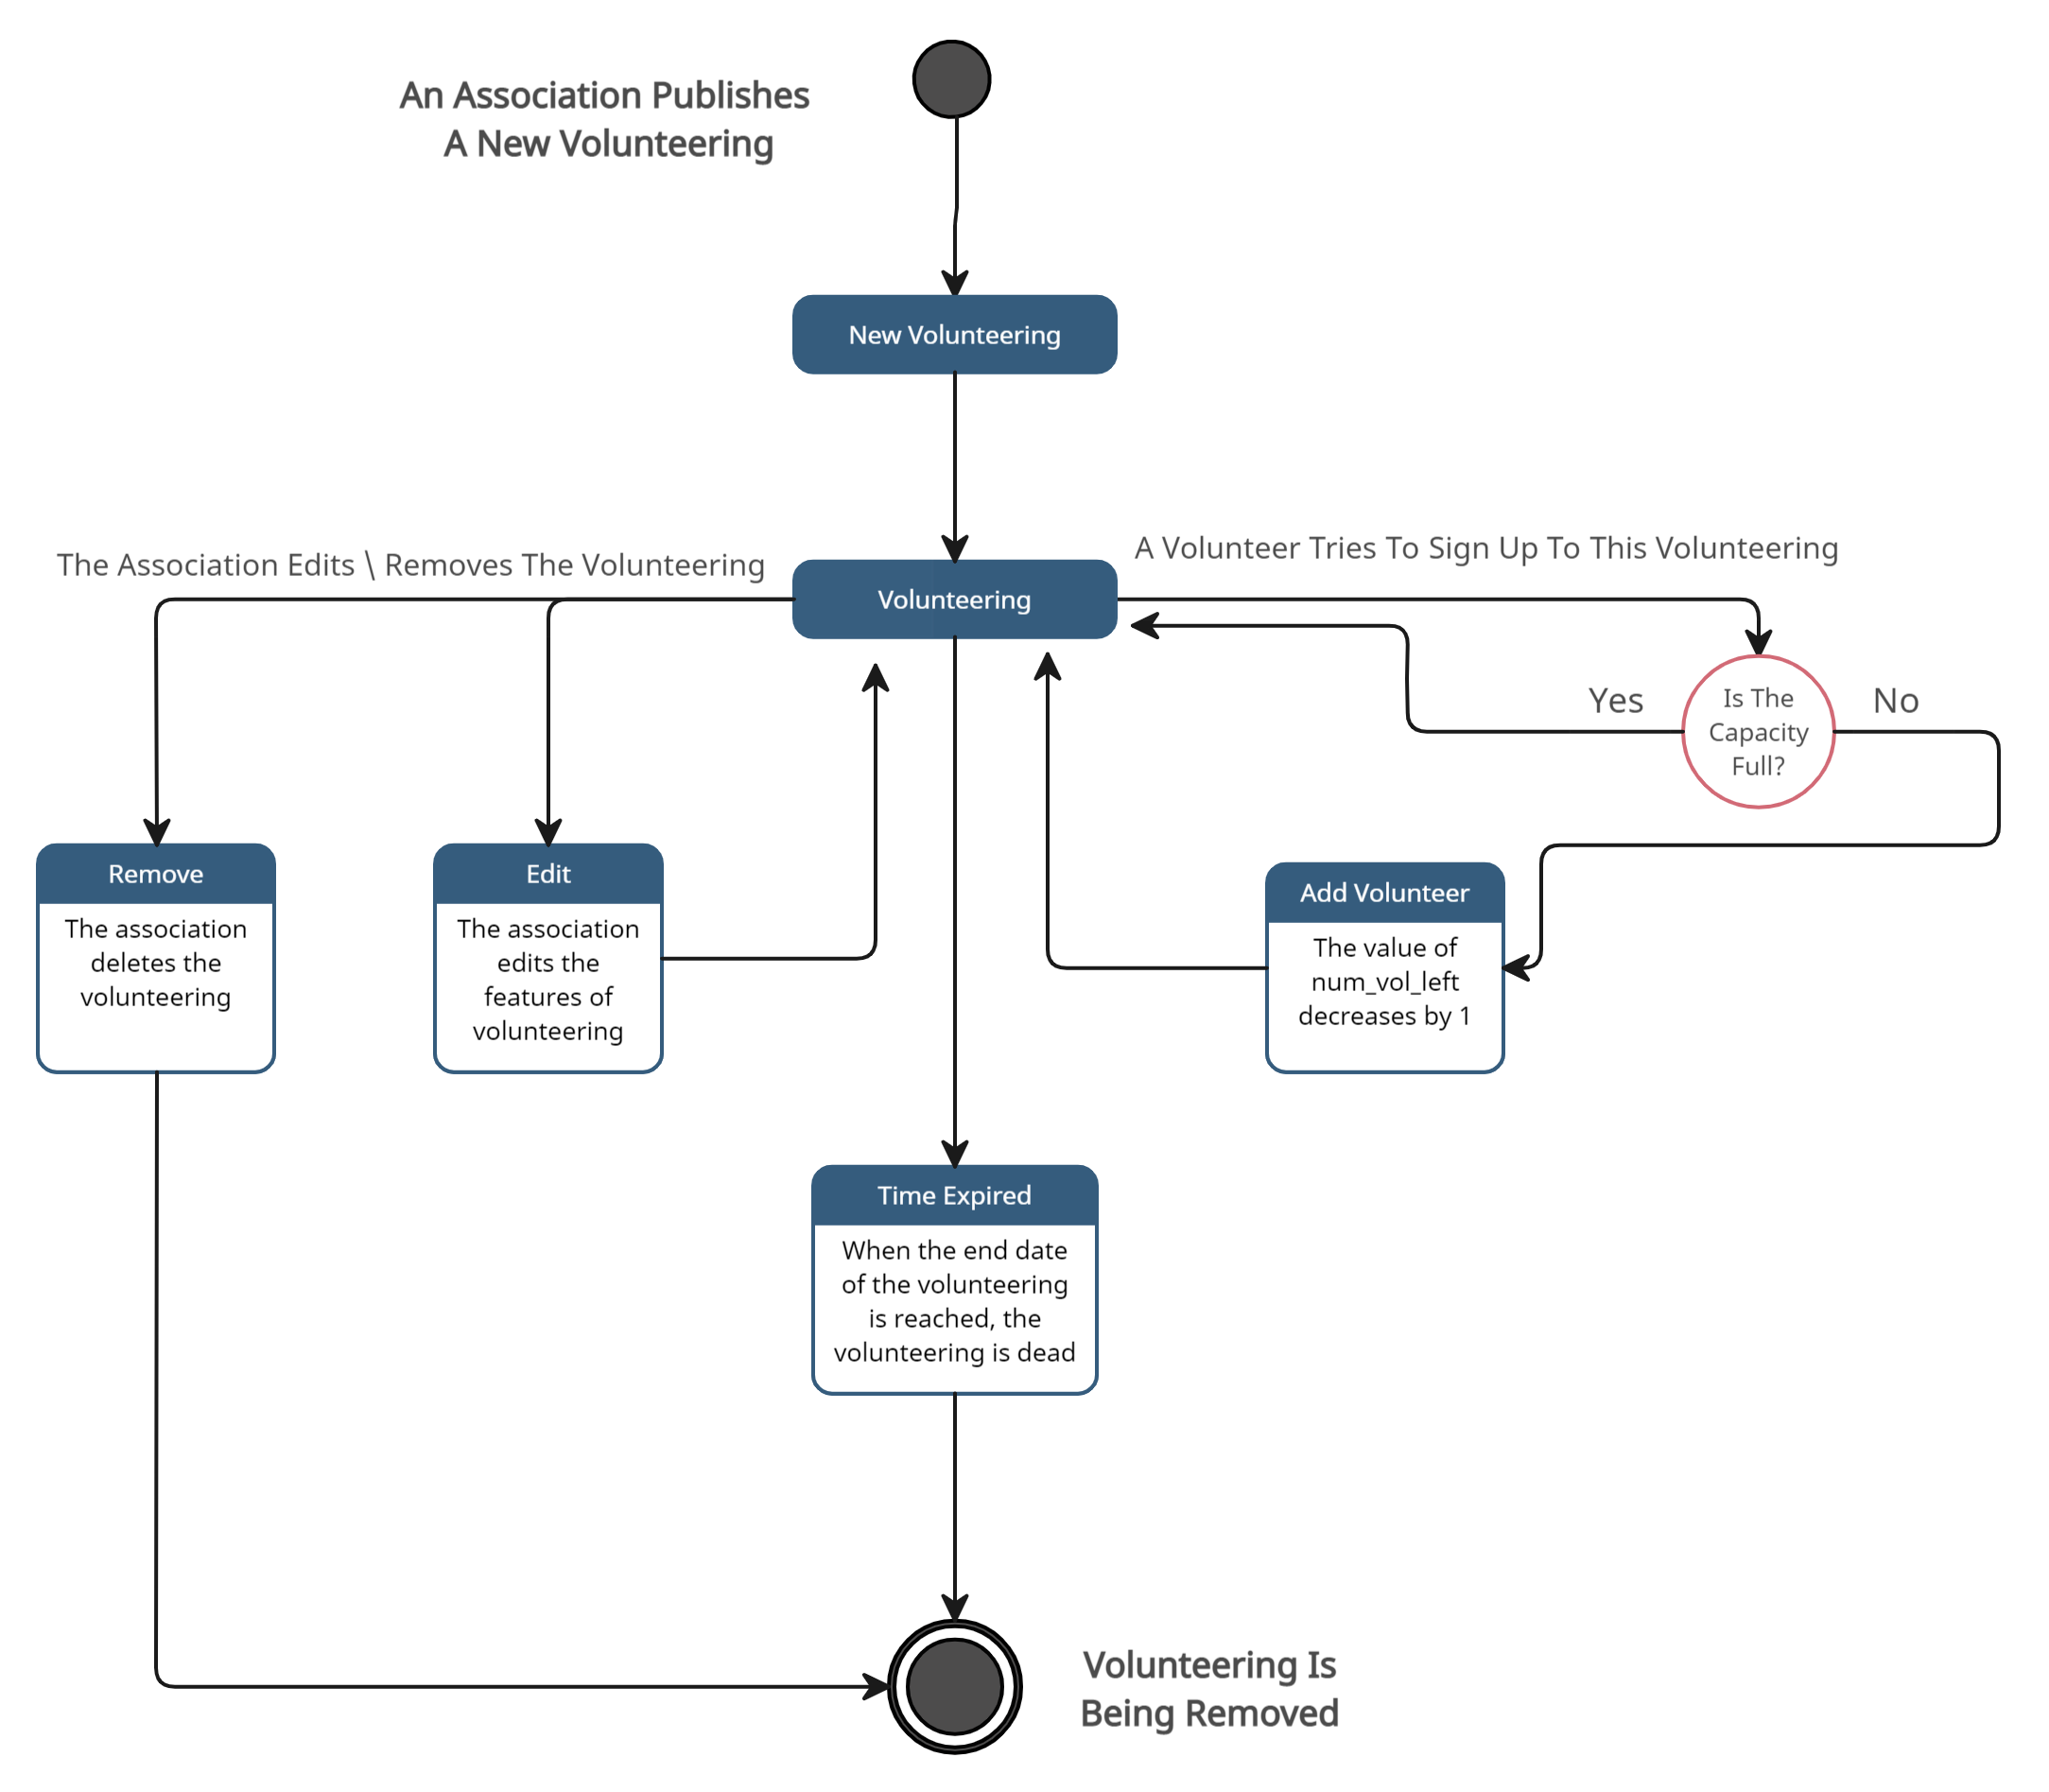 An Association Publishes
A New Volunteering
New Volunteering
The Association Edits \ Removes The Volunteering
A Volunteer Tries To Sign Up To This Volunteering
Volunteering
Yes
Is The
Capacity
Full?
No
Remove
The association
deletes the
volunteering
Edit
The association
edits the
features of
volunteering
Add Volunteer
The value of
num_vol_left
decreases by 1
Time Expired
When the end date
of the volunteering
is reached, the
volunteering is dead
Volunteering Is
Being Removed